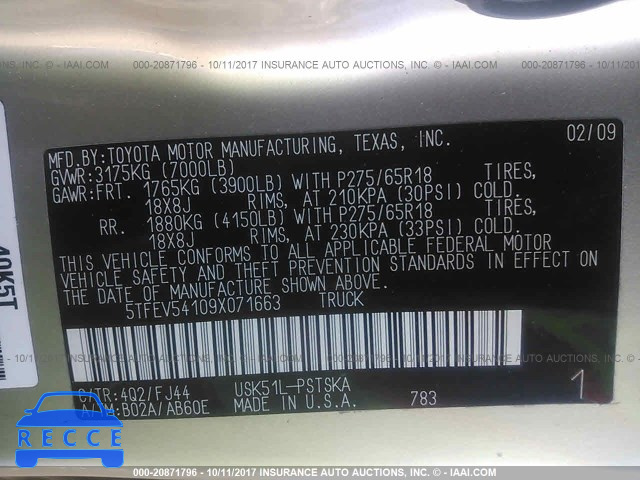 000-20871796 - 10/11/2017 INSURANCE AUTO AUCTIONS, INC. - IAAI.COM
MFD.BY:TOYOTA MOTOR MANUFACTURING, TEXAS, INC. 02/09
GVWR:3175KG (7000LB)
GAWR:FRT. 1765KG (3900LB) WITH P275/65R18 TIRES,
18X8J RIMS, AT 210KPA (30PSI) COLD.
RR. 1880KG (4150LB) WITH P275/65R18 TIRES,
18X8J RIMS, AT 230KPA (33PSI) COLD.
THIS VEHICLE CONFORMS TO ALL APPLICABLE FEDERAL MOTOR
VEHICLE SAFETY AND THEFT PREVENTION STANDARDS IN EFFECT ON
THE DATE OF MANUFACTURE SHOWN ABOVE.
5TFEV54109X071663 TRUCK
C/TR:4Q2/FJ44 USK51L-PSTSKA
A/TM:B02A/AB60E MADE IN U.S.A. 783
1
000-20871796 - 10/11/2017 INSURANCE AUTO AUCTIONS, INC. - IAAI.COM